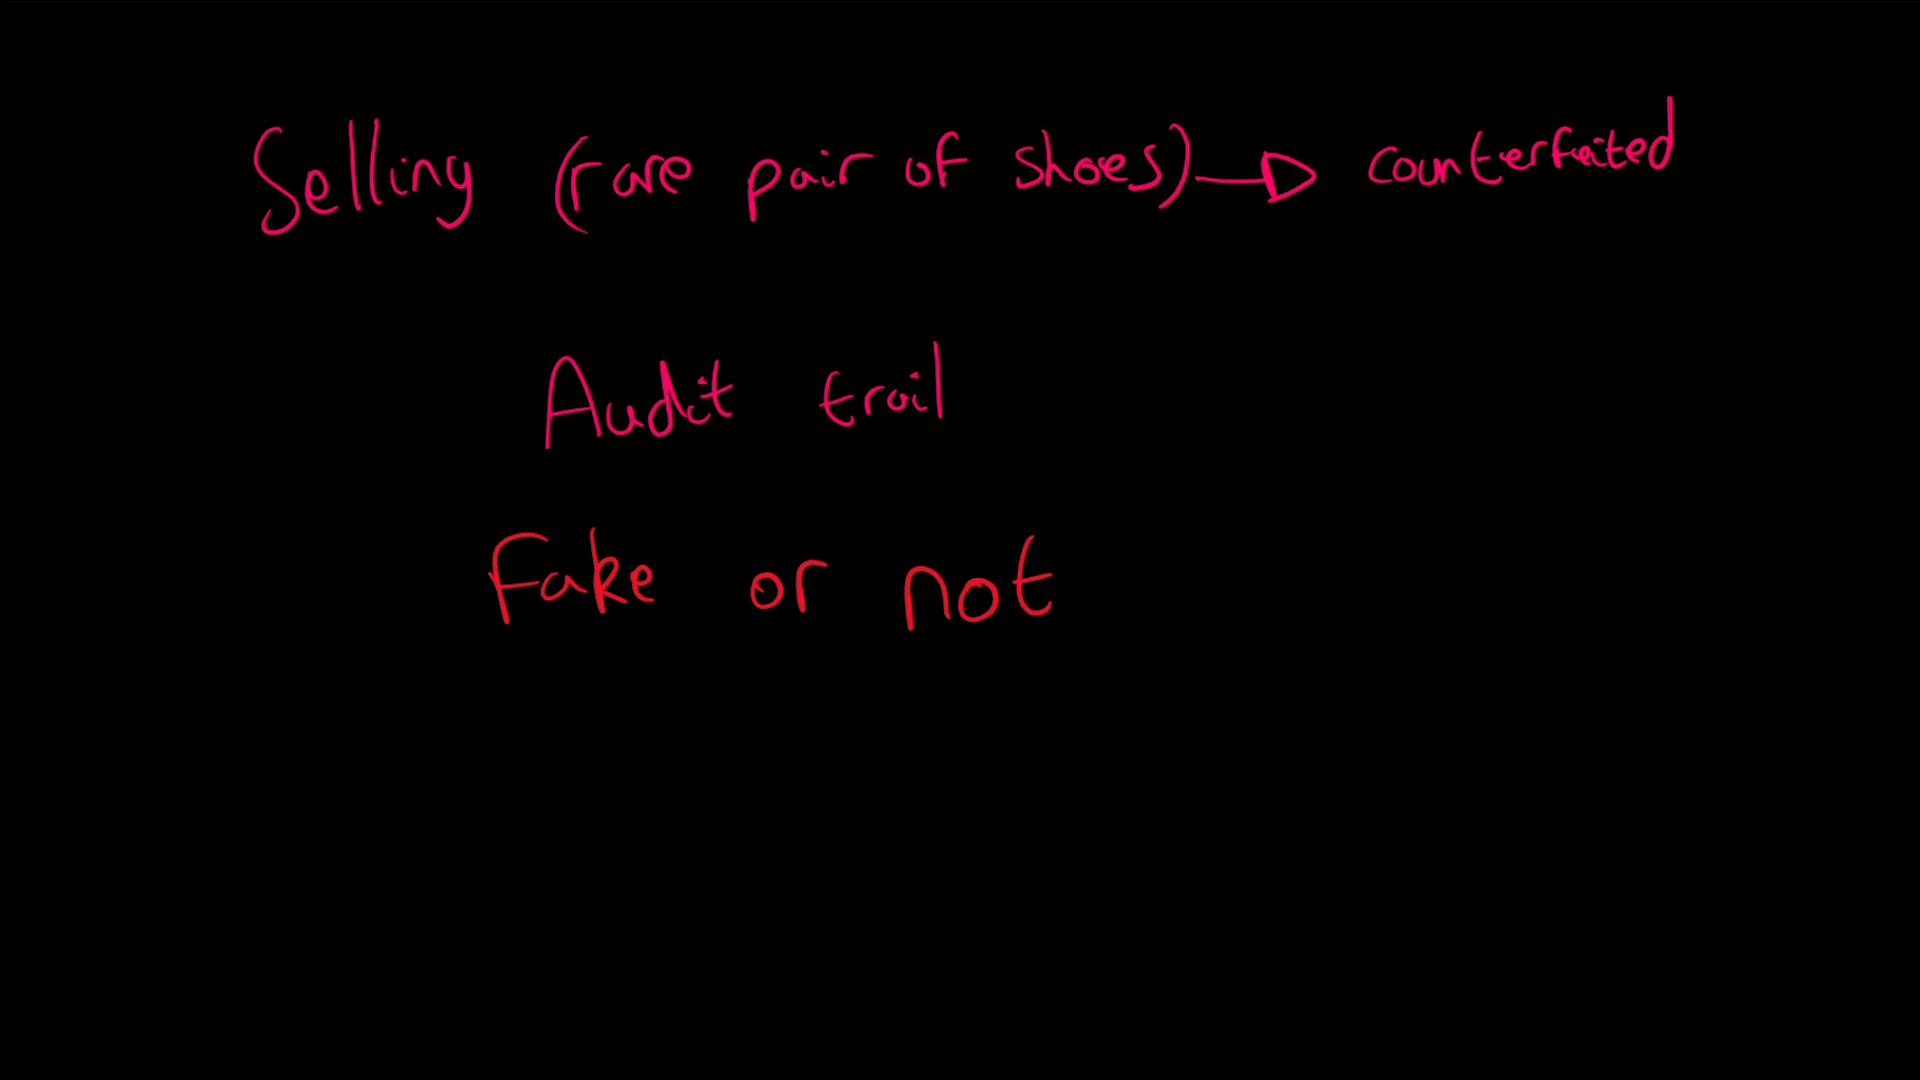 Selling (rare pair of shoes) → counterfeited
Audit trail
Fake or not